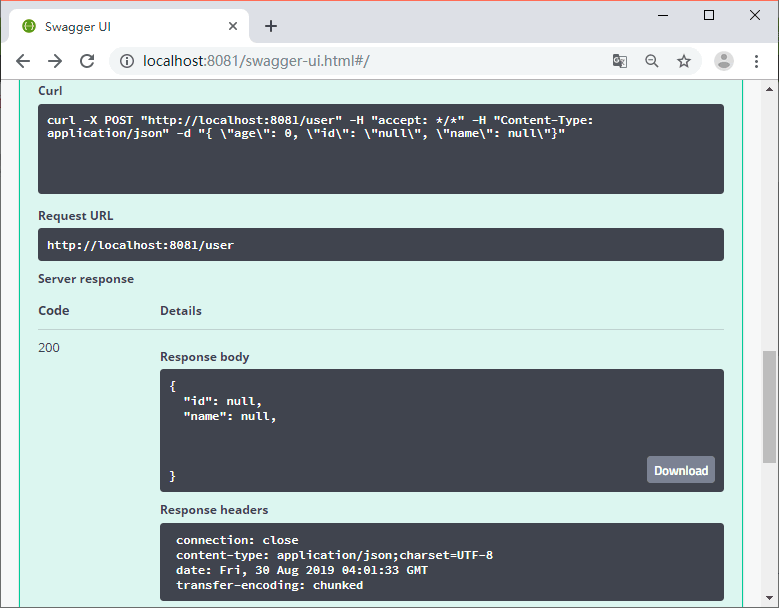 Swagger UI
localhost:8081/swagger-ui.html#/
Curl
curl -X POST "http://localhost:8081/user" -H "accept: */*" -H "Content-Type:
application/json" -d "{ \"age\": 0, \"id\": \"null\", \"name\": null\"}"
Request URL
http://localhost:8081/user
Server response
Code Details
200
Response body
{
"id": null,
"name": null,
}
Download
Response headers
connection: close
content-type: application/json;charset=UTF-8
date: Fri, 30 Aug 2019 04:01:33 GMT
transfer-encoding: chunked